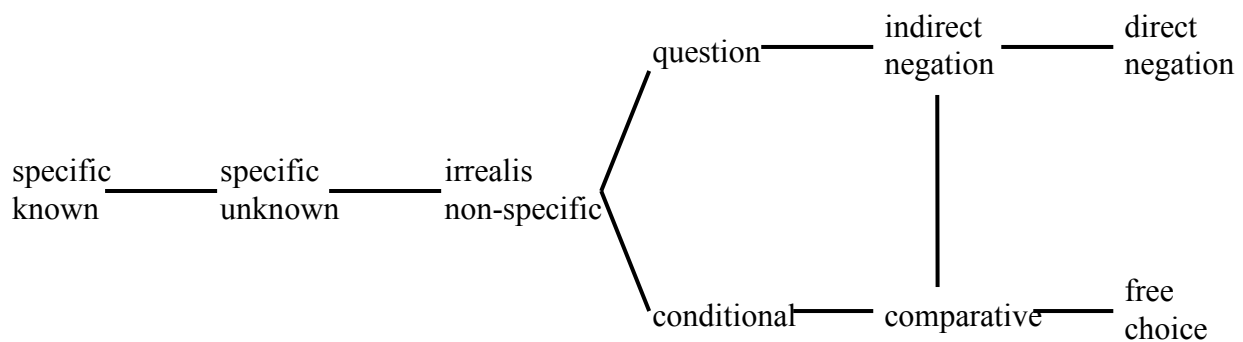 specific
known
specific
unknown
irrealis
non-specific
question
indirect
negation
direct
negation
conditional
comparative
free
choice